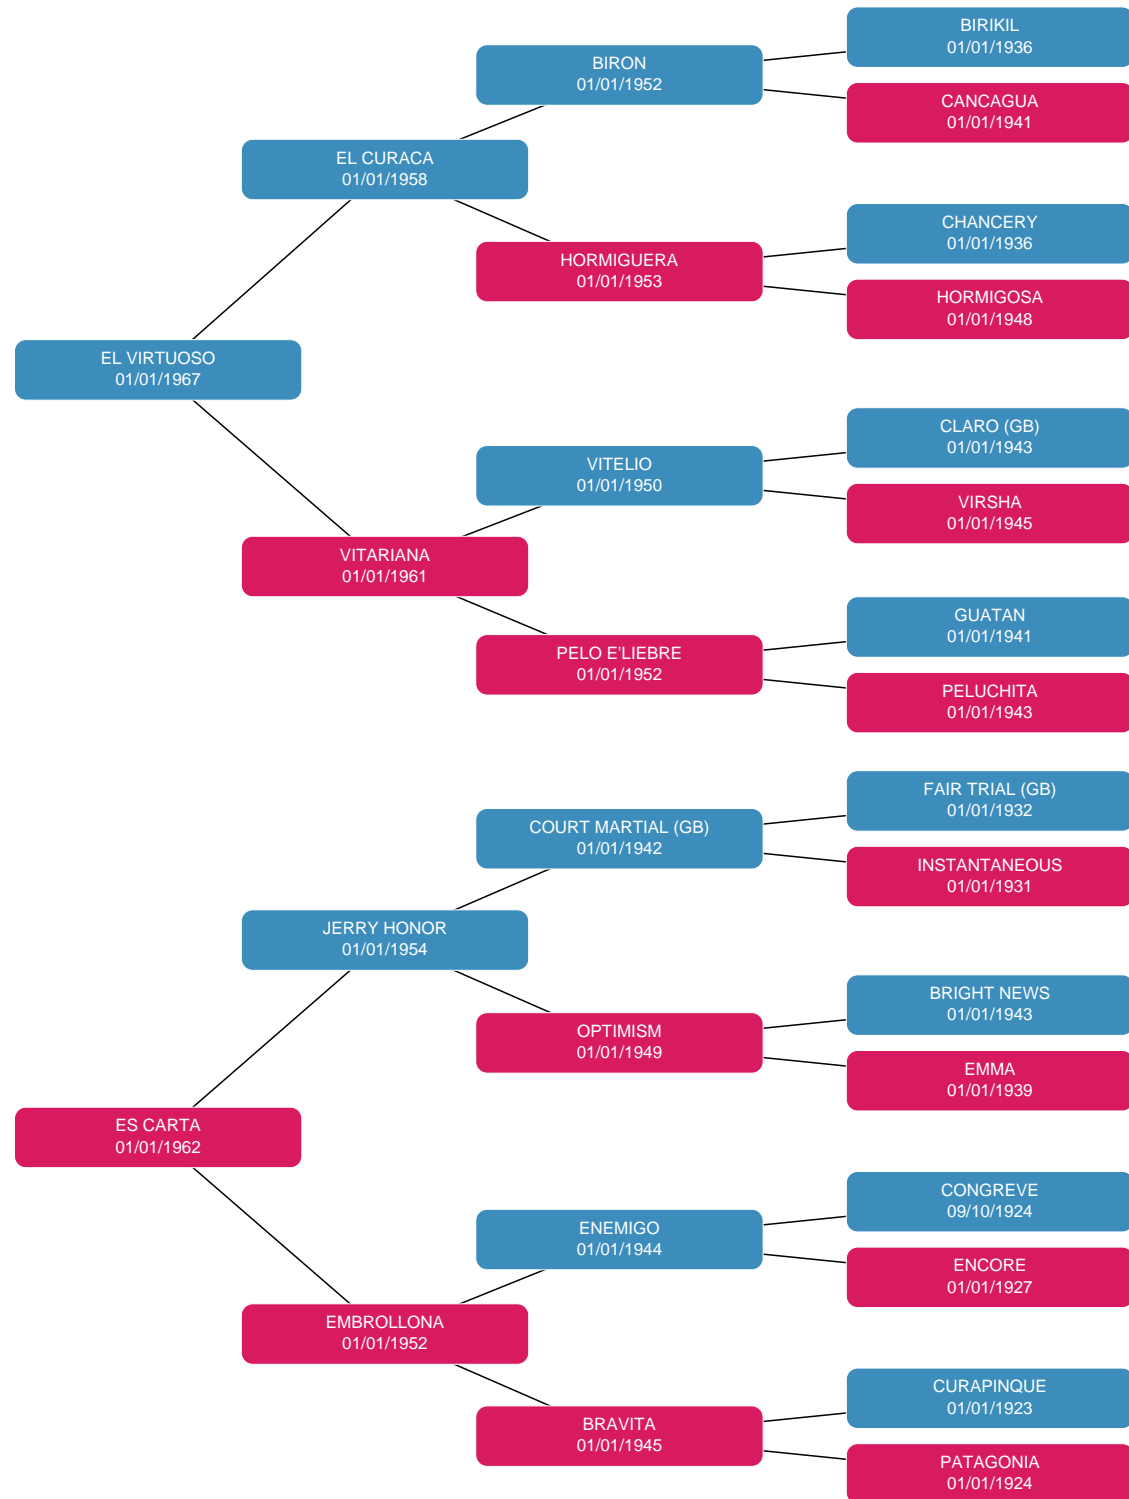 BIRIKIL
01/01/1936
BIRON
01/01/1952
CANCAGUA
01/01/1941
EL CURACA
01/01/1958
CHANCERY
01/01/1936
HORMIGUERA
01/01/1953
HORMIGOSA
01/01/1948
EL VIRTUOSO
01/01/1967
CLARO (GB)
01/01/1943
VITELIO
01/01/1950
VIRSHA
01/01/1945
VITARIANA
01/01/1961
GUATAN
01/01/1941
PELO E'LIEBRE
01/01/1952
PELUCHITA
01/01/1943
FAIR TRIAL (GB)
01/01/1932
COURT MARTIAL (GB)
01/01/1942
INSTANTANEOUS
01/01/1931
JERRY HONOR
01/01/1954
BRIGHT NEWS
01/01/1943
OPTIMISM
01/01/1949
EMMA
01/01/1939
ES CARTA
01/01/1962
CONGREVE
09/10/1924
ENEMIGO
01/01/1944
ENCORE
01/01/1927
EMBROLLONA
01/01/1952
CURAPINQUE
01/01/1923
BRAVITA
01/01/1945
PATAGONIA
01/01/1924